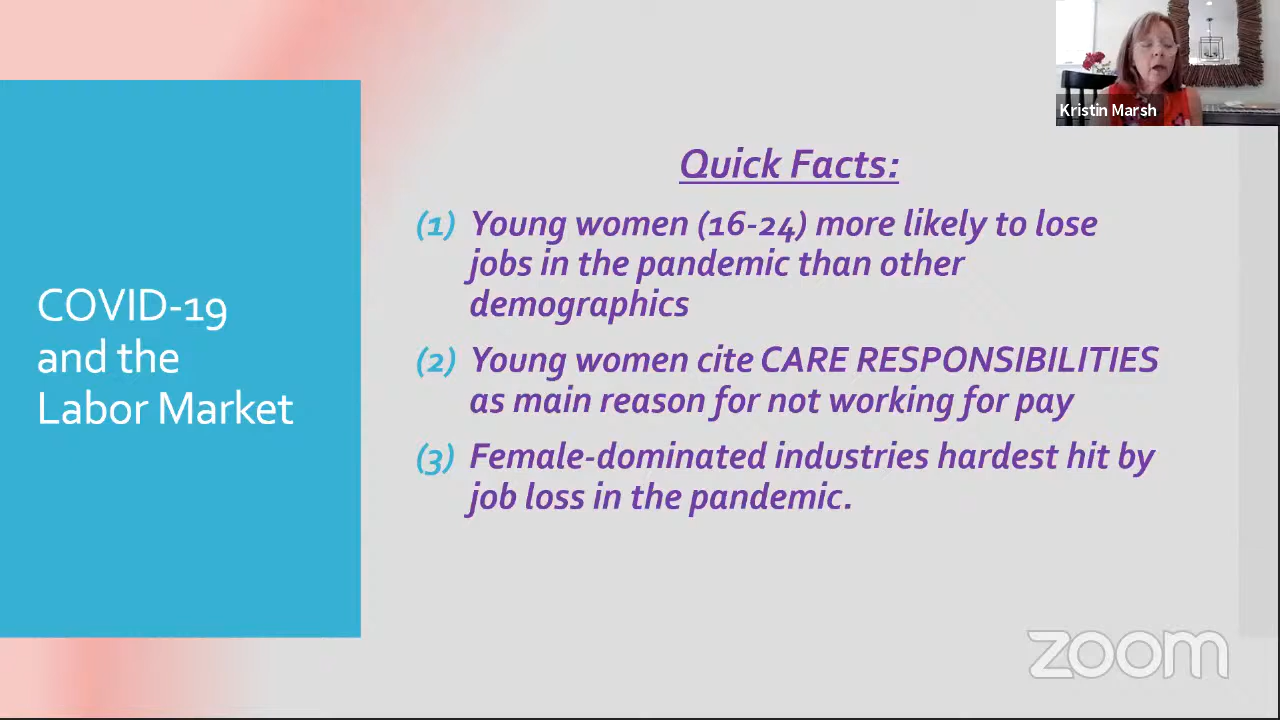 Kristin Marsh
Quick Facts:
(1) Young women (16-24) more likely to lose
jobs in the pandemic than other
demographics
(2) Young women cite CARE RESPONSIBILITIES
as main reason for not working for pay
(3) Female-dominated industries hardest hit by
job loss in the pandemic.
COVID-19
and the
Labor Market
zoom